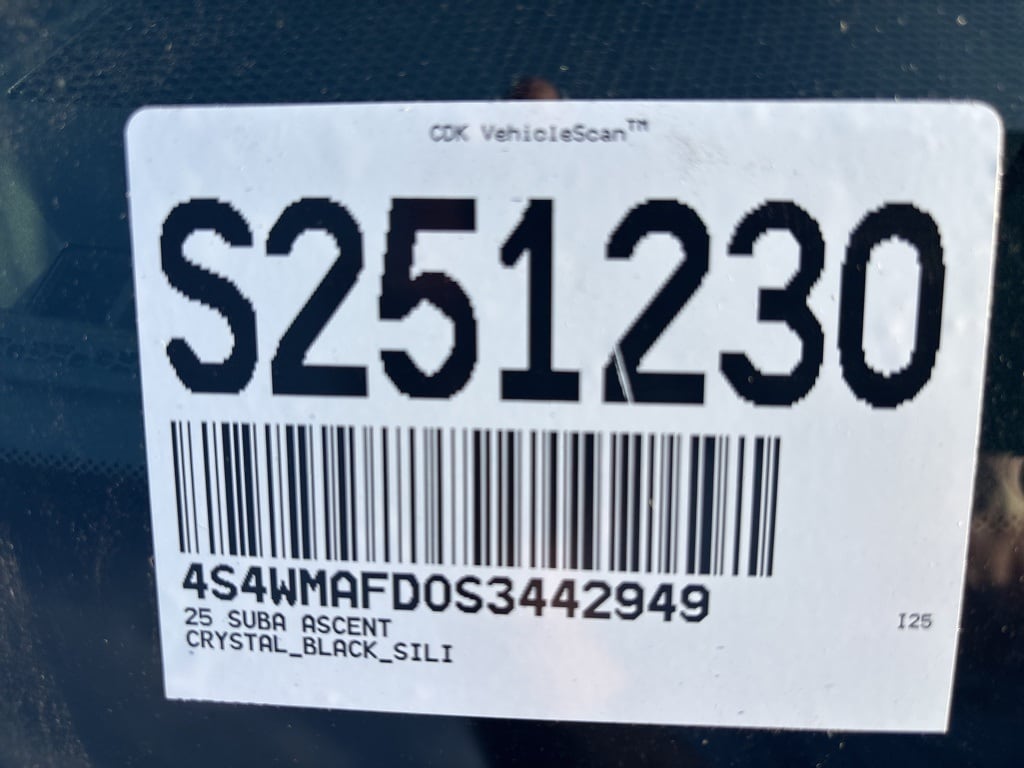 CDK VehicleScan™
S251230
4S4WMAFD0S3442949
25 SUBA ASCENT
I25
CRYSTAL_BLACK_SILI